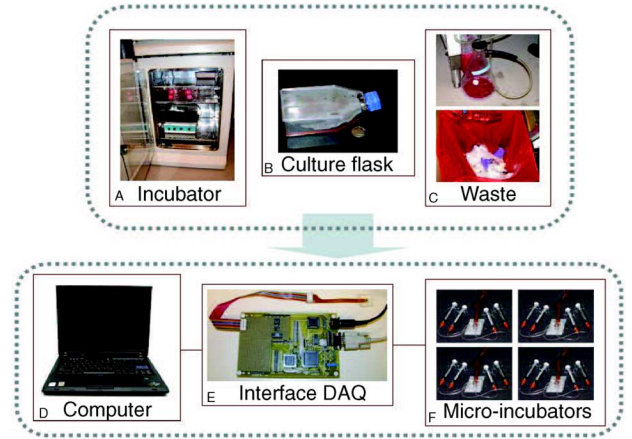 A Incubator
B Culture flask
C Waste
D Computer
E Interface DAQ
F Micro-incubators